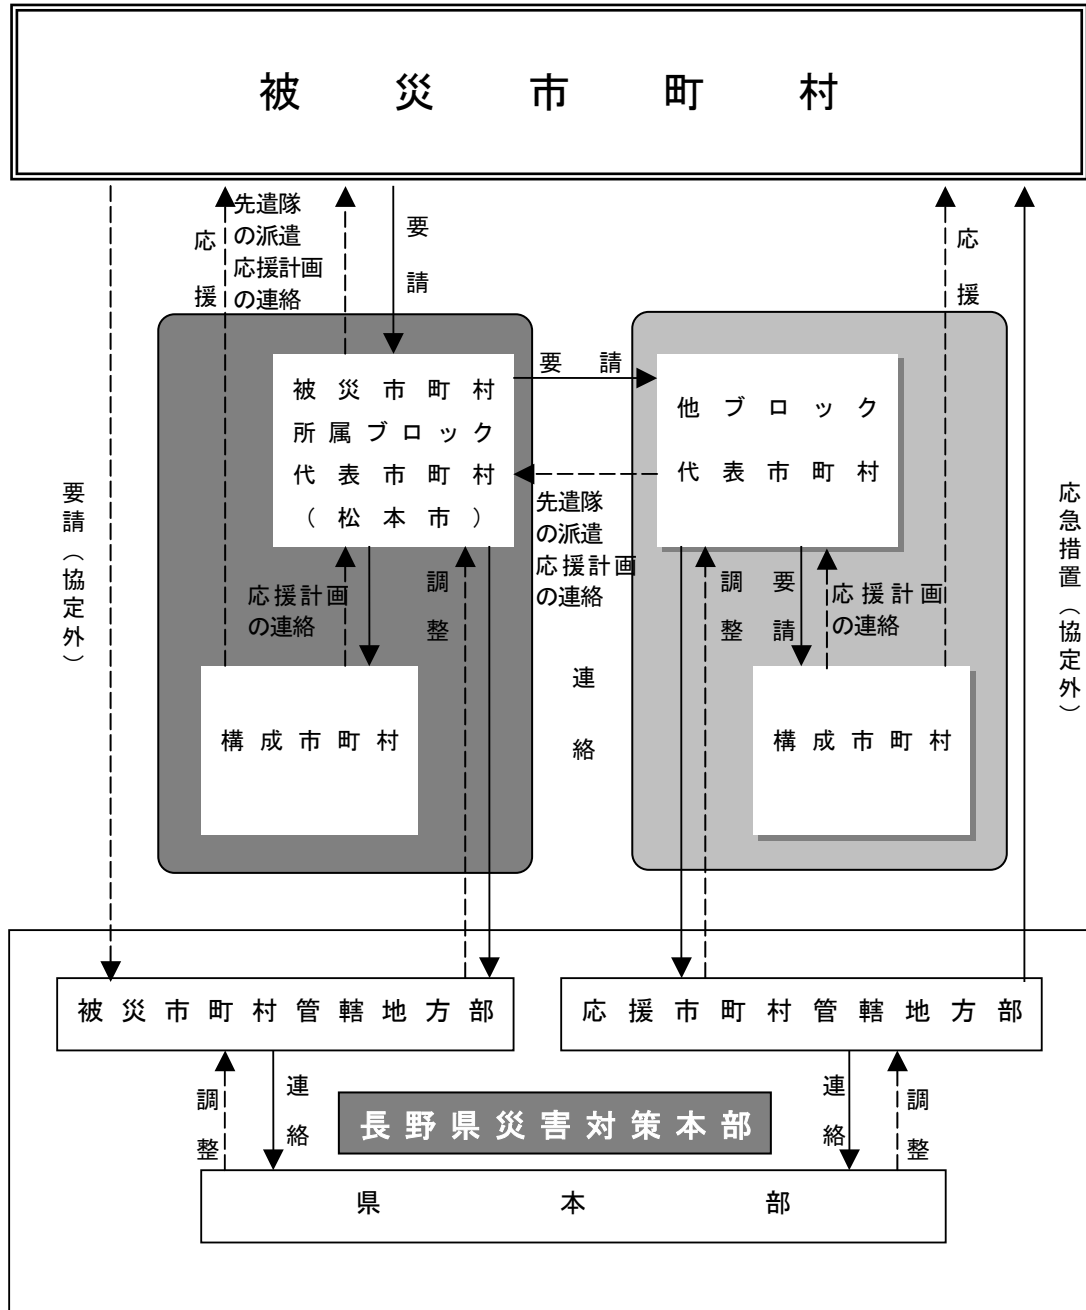 被災市町村
先遣隊
の派遣
応援計画
の連絡
応援
要請
応援
要請
被災市町村
所属ブロック
代表市町村
（松本市）
他ブロック
代表市町村
先遣隊
の派遣
応援計画
の連絡
要請（協定外）
応急措置（協定外）
応援計画
の連絡
調整
調整
要請
応援計画
の連絡
連絡
構成市町村
構成市町村
被災市町村管轄地方部
応援市町村管轄地方部
調整
連絡
連絡
調整
長野県災害対策本部
県本部